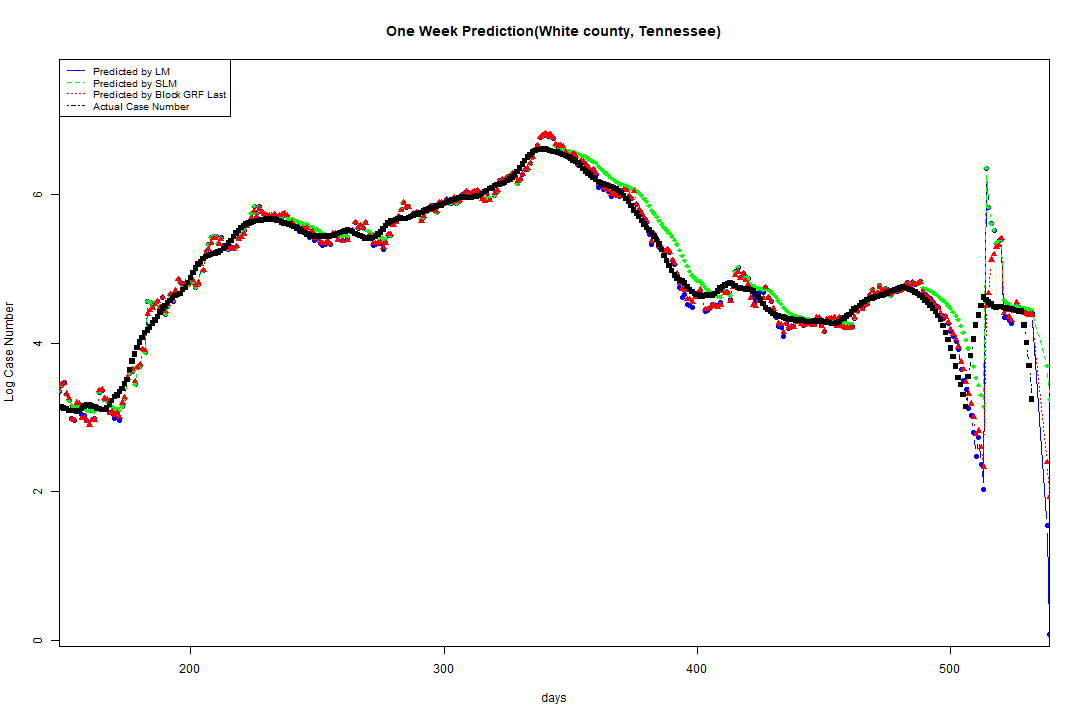 One Week Prediction(White county, Tennessee)
Predicted by LM
Predicted by SLM
Predicted by Block GRF Last
Actual Case Number
Log Case Number
6
4
2
0
200 300 400 500
days